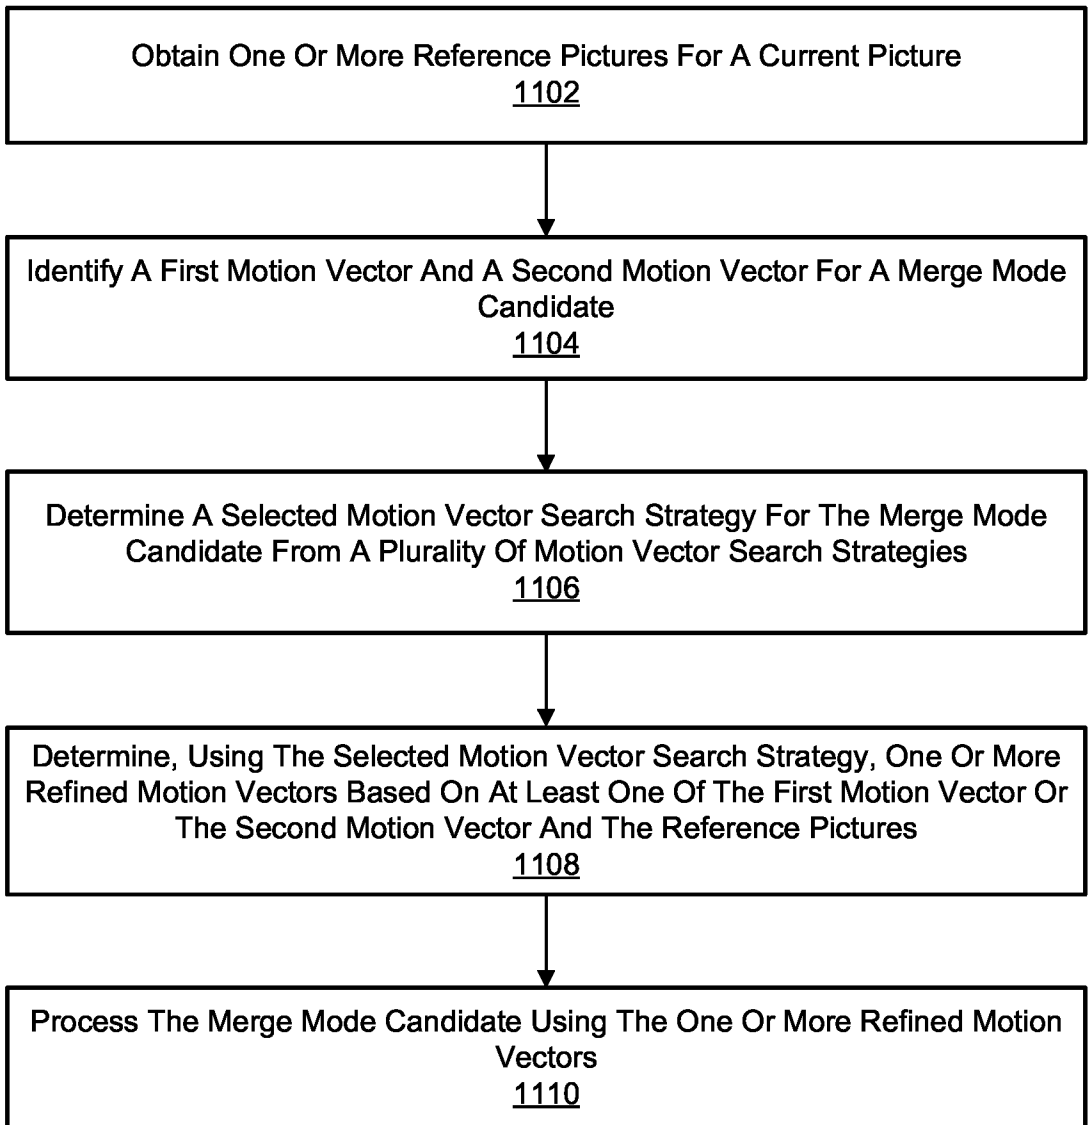 Obtain One Or More Reference Pictures For A Current Picture
1102
Identify A First Motion Vector And A Second Motion Vector For A Merge Mode
Candidate
1104
Determine A Selected Motion Vector Search Strategy For The Merge Mode
Candidate From A Plurality Of Motion Vector Search Strategies
1106
Determine, Using The Selected Motion Vector Search Strategy, One Or More
Refined Motion Vectors Based On At Least One Of The First Motion Vector Or
The Second Motion Vector And The Reference Pictures
1108
Process The Merge Mode Candidate Using The One Or More Refined Motion
Vectors
1110